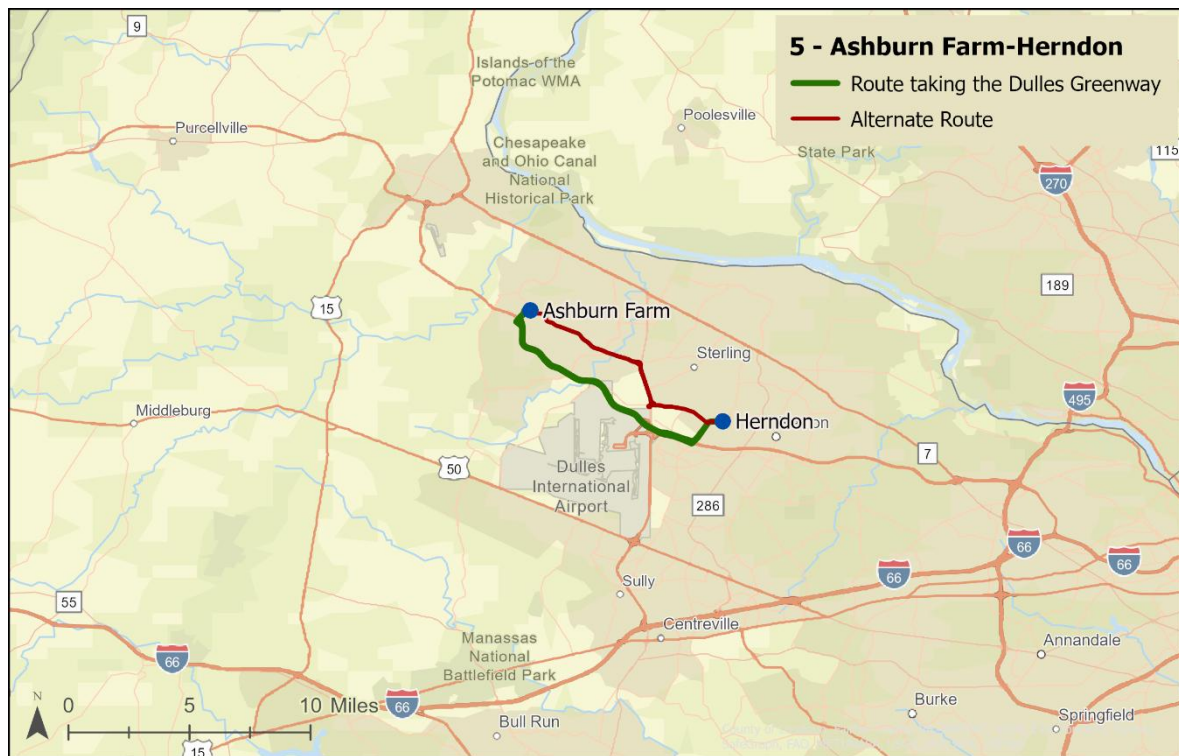 5 - Ashburn Farm-Herndon
Route taking the Dulles Greenway
Alternate Route
9
Islands of the
Potomac WMA
Purcellville
Poolesville
State Park
115
270
Chesapeake
and Ohio Canal
National
Historical Park
189
15
Ashburn Farm
Sterling
495
Middleburg
Herndon
on
7
50
Dulles
International
Airport
286
66
66
66
Sully
55
Centreville
Annandale
Manassas
National
Battlefield Park
66
N
0 5 10 Miles
66
Bull Run
Burke
Springfield
15